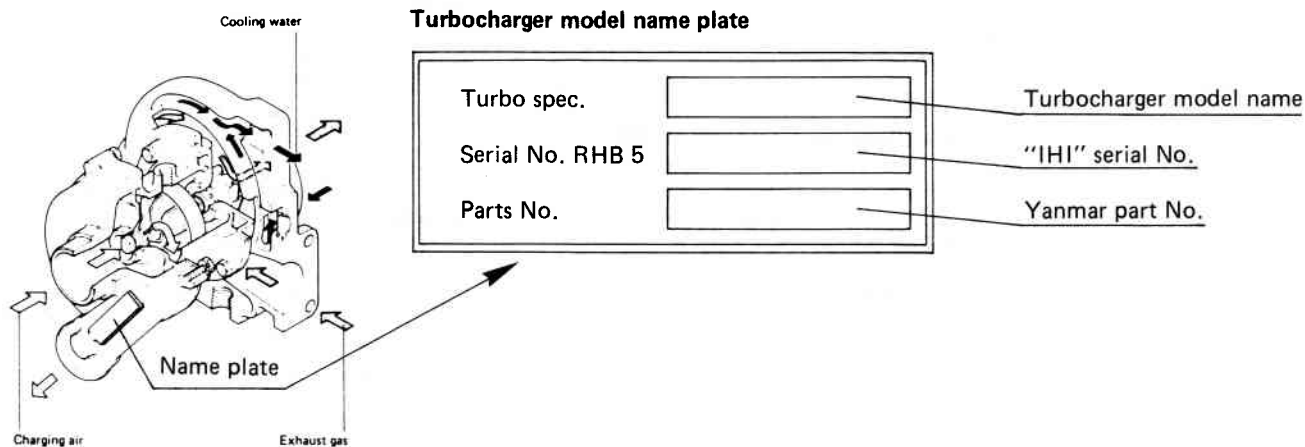 Cooling water
Turbocharger model name plate
Turbo spec.
Turbocharger model name
Serial No. RHB 5
"IHI" serial No.
Parts No.
Yanmar part No.
Name plate
Charging air
Exhaust gas